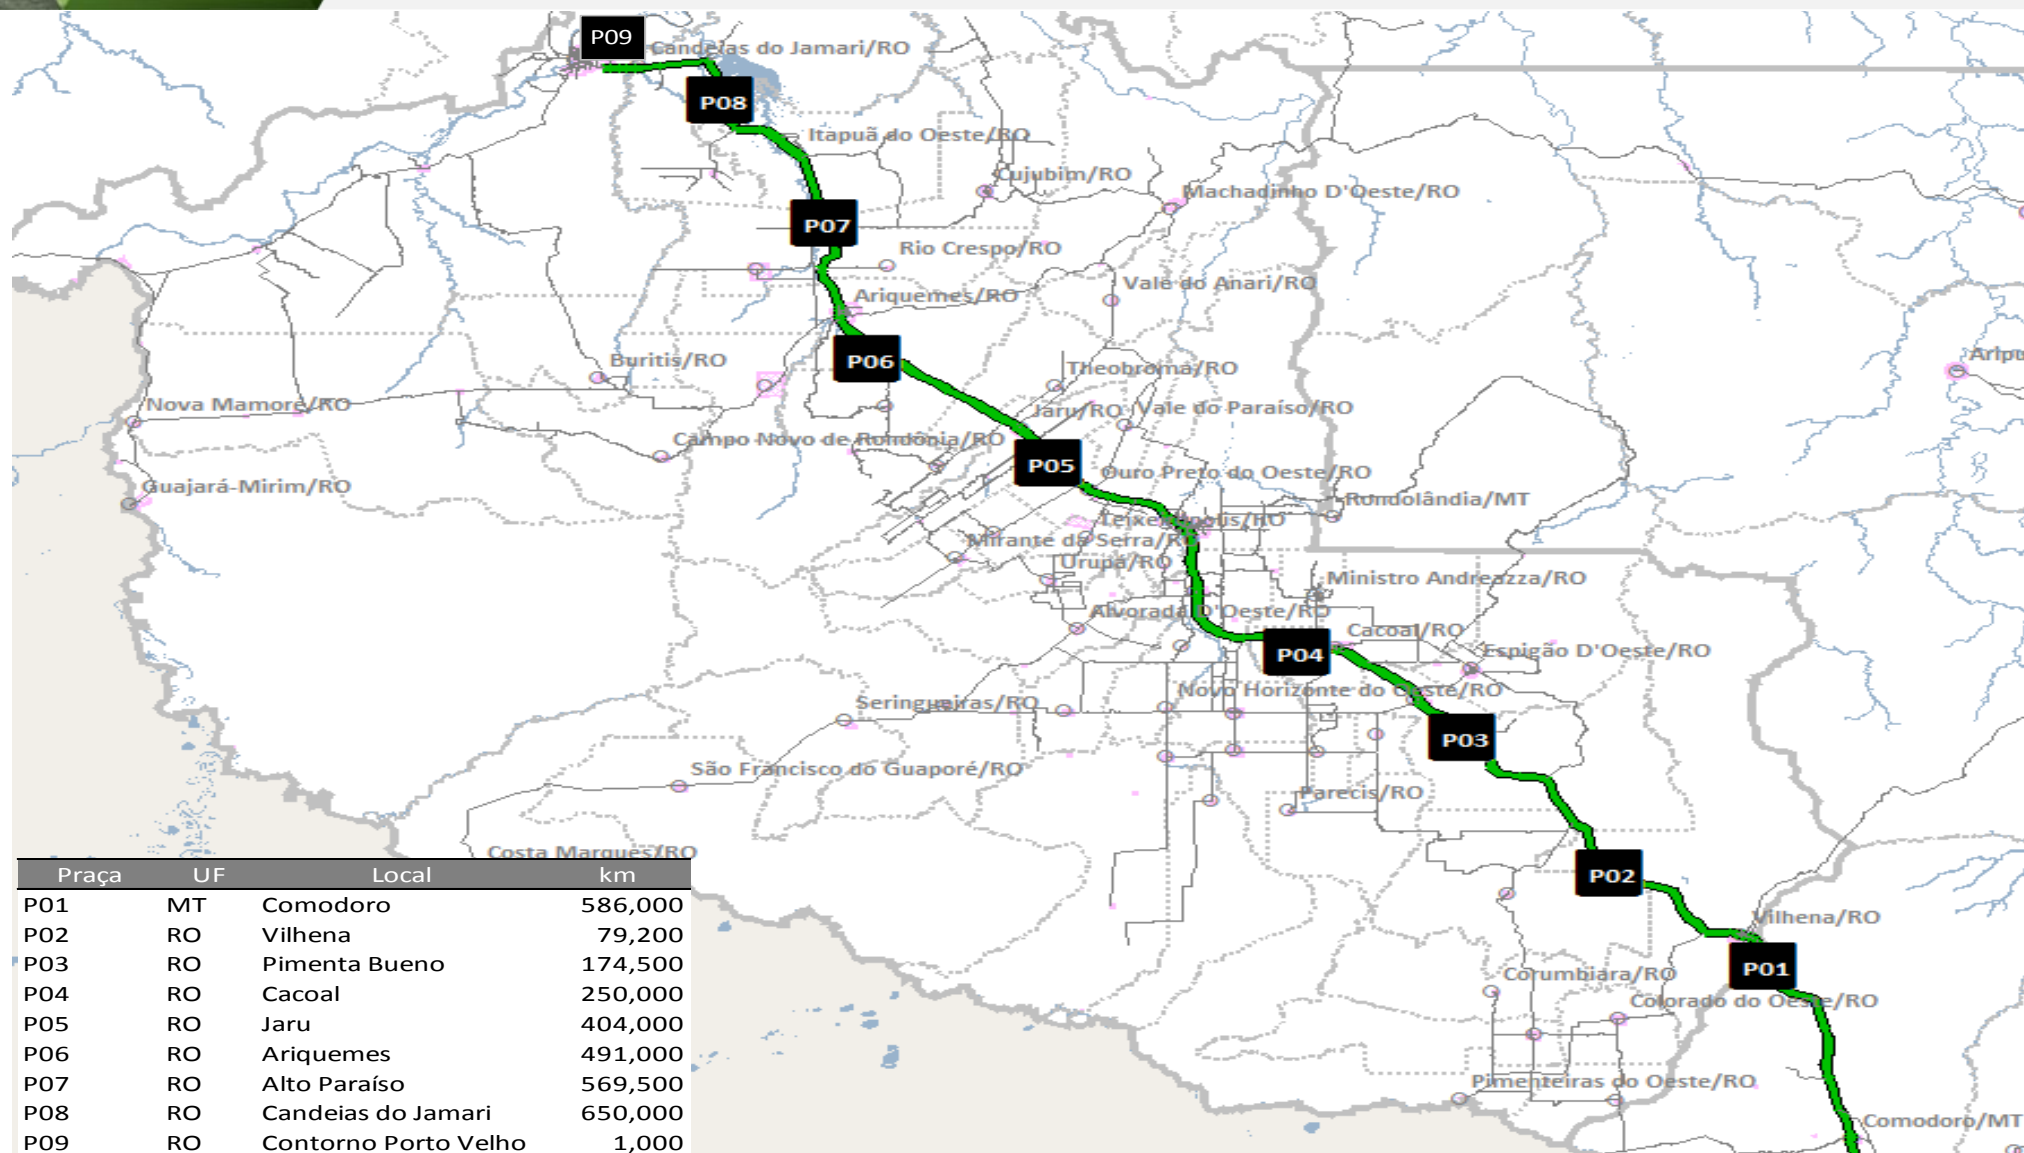 P09
Candeias do Jamari/RO
P08
Itapuã do Oeste/RO
Cujubim/RO
Machadinho D'Oeste/RO
P07
Rio Crespo/RO
Vale do Anari/RO
Ariquemes/RO
Buritis/RO
P06
Theobroma/RO
Aripu
Nova Mamoré/RO
Jaru/RO
Vale do Paraíso/RO
Campo Novo de Rondônia/RO
P05
Ouro Preto do Oeste/RO
Guajará-Mirim/RO
Rondolândia/MT
Mirante da Serra/RO
Urupá/RO
Ministro Andreazza/RO
Alvorada D'Oeste/RO
Cacoal/RO
P04
Espigão D'Oeste/RO
Novo Horizonte do Oeste/RO
Seringueiras/RO
P03
São Francisco do Guaporé/RO
Parecis/RO
Costa Marques/RO
P02
Vilhena/RO
P01
Corumbiara/RO
Colorado do Oeste/RO
Pimenteiras do Oeste/RO
Comodoro/MT
Praça UF Local km
P01 MT Comodoro 586,000
P02 RO Vilhena 79,200
P03 RO Pimenta Bueno 174,500
P04 RO Cacoal 250,000
P05 RO Jaru 404,000
P06 RO Ariquemes 491,000
P07 RO Alto Paraíso 569,500
P08 RO Candeias do Jamari 650,000
P09 RO Contorno Porto Velho 1,000